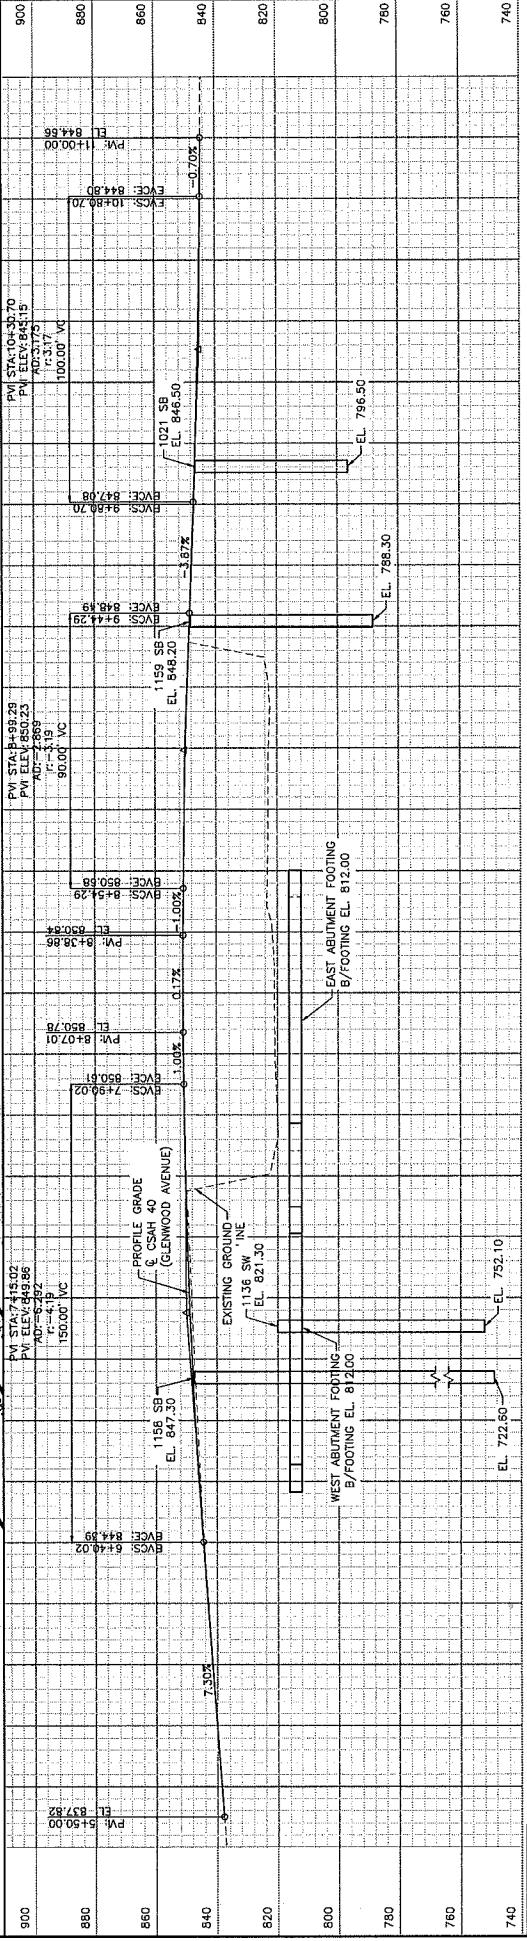 900
880
860
840
820
800
780
760
740
PVI: 5+50.00
EL: 837.82
7.30%
EVCS: 6+40.02
EVCE: 844.39
PVI STA:7+15.02
PVI ELEV:849.86
AD:-6.292
r:-4.19
150.00' VC
1158 SB
EL. 847.30
EL. 722.60
PROFILE GRADE
℄ CSAH 40
(GLENWOOD AVENUE)
EXISTING GROUND
1136 SW
EL. 821.30
EL. 752.10
WEST ABUTMENT FOOTING
B/FOOTING EL. 812.00
EVCS: 7+90.02
EVCE: 850.61
1.00%
PVI: 8+07.01
EL: 850.78
0.17%
PVI: 8+38.86
850.84
-1.00%
EVCS: 8+54.29
EVCE: 850.68
EAST ABUTMENT FOOTING
B/FOOTING EL. 812.00
PVI STA:8+99.29
PVI ELEV:850.23
AD:-2.869
r:-3.19
90.00' VC
1159 SB
EL. 848.20
EL. 788.30
EVCS: 9+44.29
EVCE: 848.49
-3.87%
EVCS: 9+80.70
EVCE: 847.08
1021 SB
EL. 846.50
EL. 796.50
PVI STA:10+30.70
PVI ELEV:845.15
AD:3.175
r:3.17
100.00' VC
EVCS: 10+80.70
EVCE: 844.80
-0.70%
PVI: 11+00.00
EL: 844.66
900
880
860
840
820
800
780
760
740